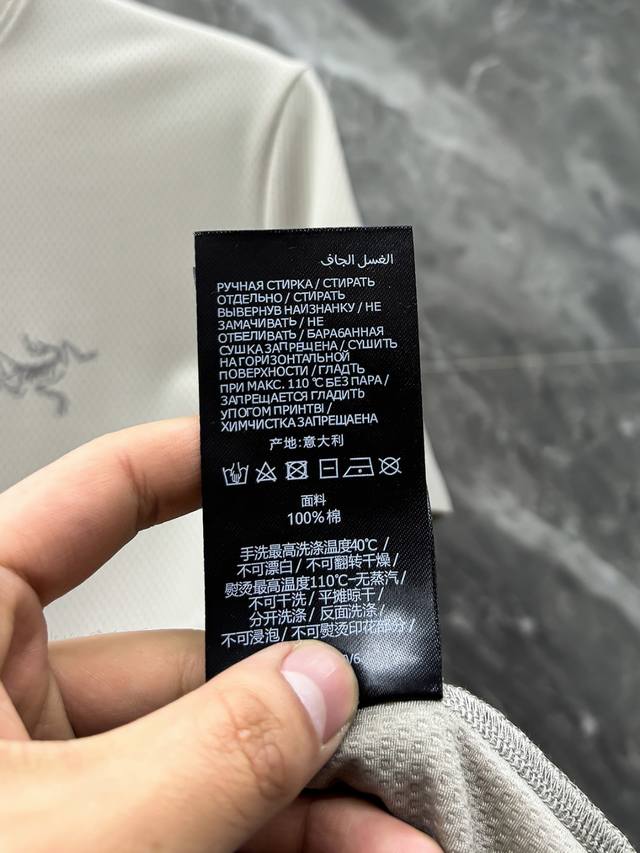 الغسل الجاف
РУЧНАЯ СТИРКА / СТИРАТЬ
ОТДЕЛЬНО / СТИРАТЬ
ВЫВЕРНУВ НАИЗНАНКУ / НЕ
ЗАМАЧИВАТЬ / НЕ
ОТБЕЛИВАТЬ / БАРАБАННАЯ
СУШКА ЗАПРЕЩЕНА / СУШИТЬ
НА ГОРИЗОНТАЛЬНОЙ
ПОВЕРХНОСТИ / ГЛАДТЬ
ПРИ МАКС. 110 ℃ БЕЗ ПАРА /
ЗАПРЕЩАЕТСЯ ГЛАДИТЬ
УПОГОМ ПРИНТВІ /
ХИМЧИСТКА ЗАПРЕЩЕНА
产地:意大利
面料
100%棉
手洗最高洗涤温度40℃ /
不可漂白 / 不可翻转干燥 /
熨烫最高温度110℃-无蒸汽 /
不可干洗 / 平摊晾干 /
分开洗涤 / 反面洗涤 /
不可浸泡 / 不可熨烫印花部分 /